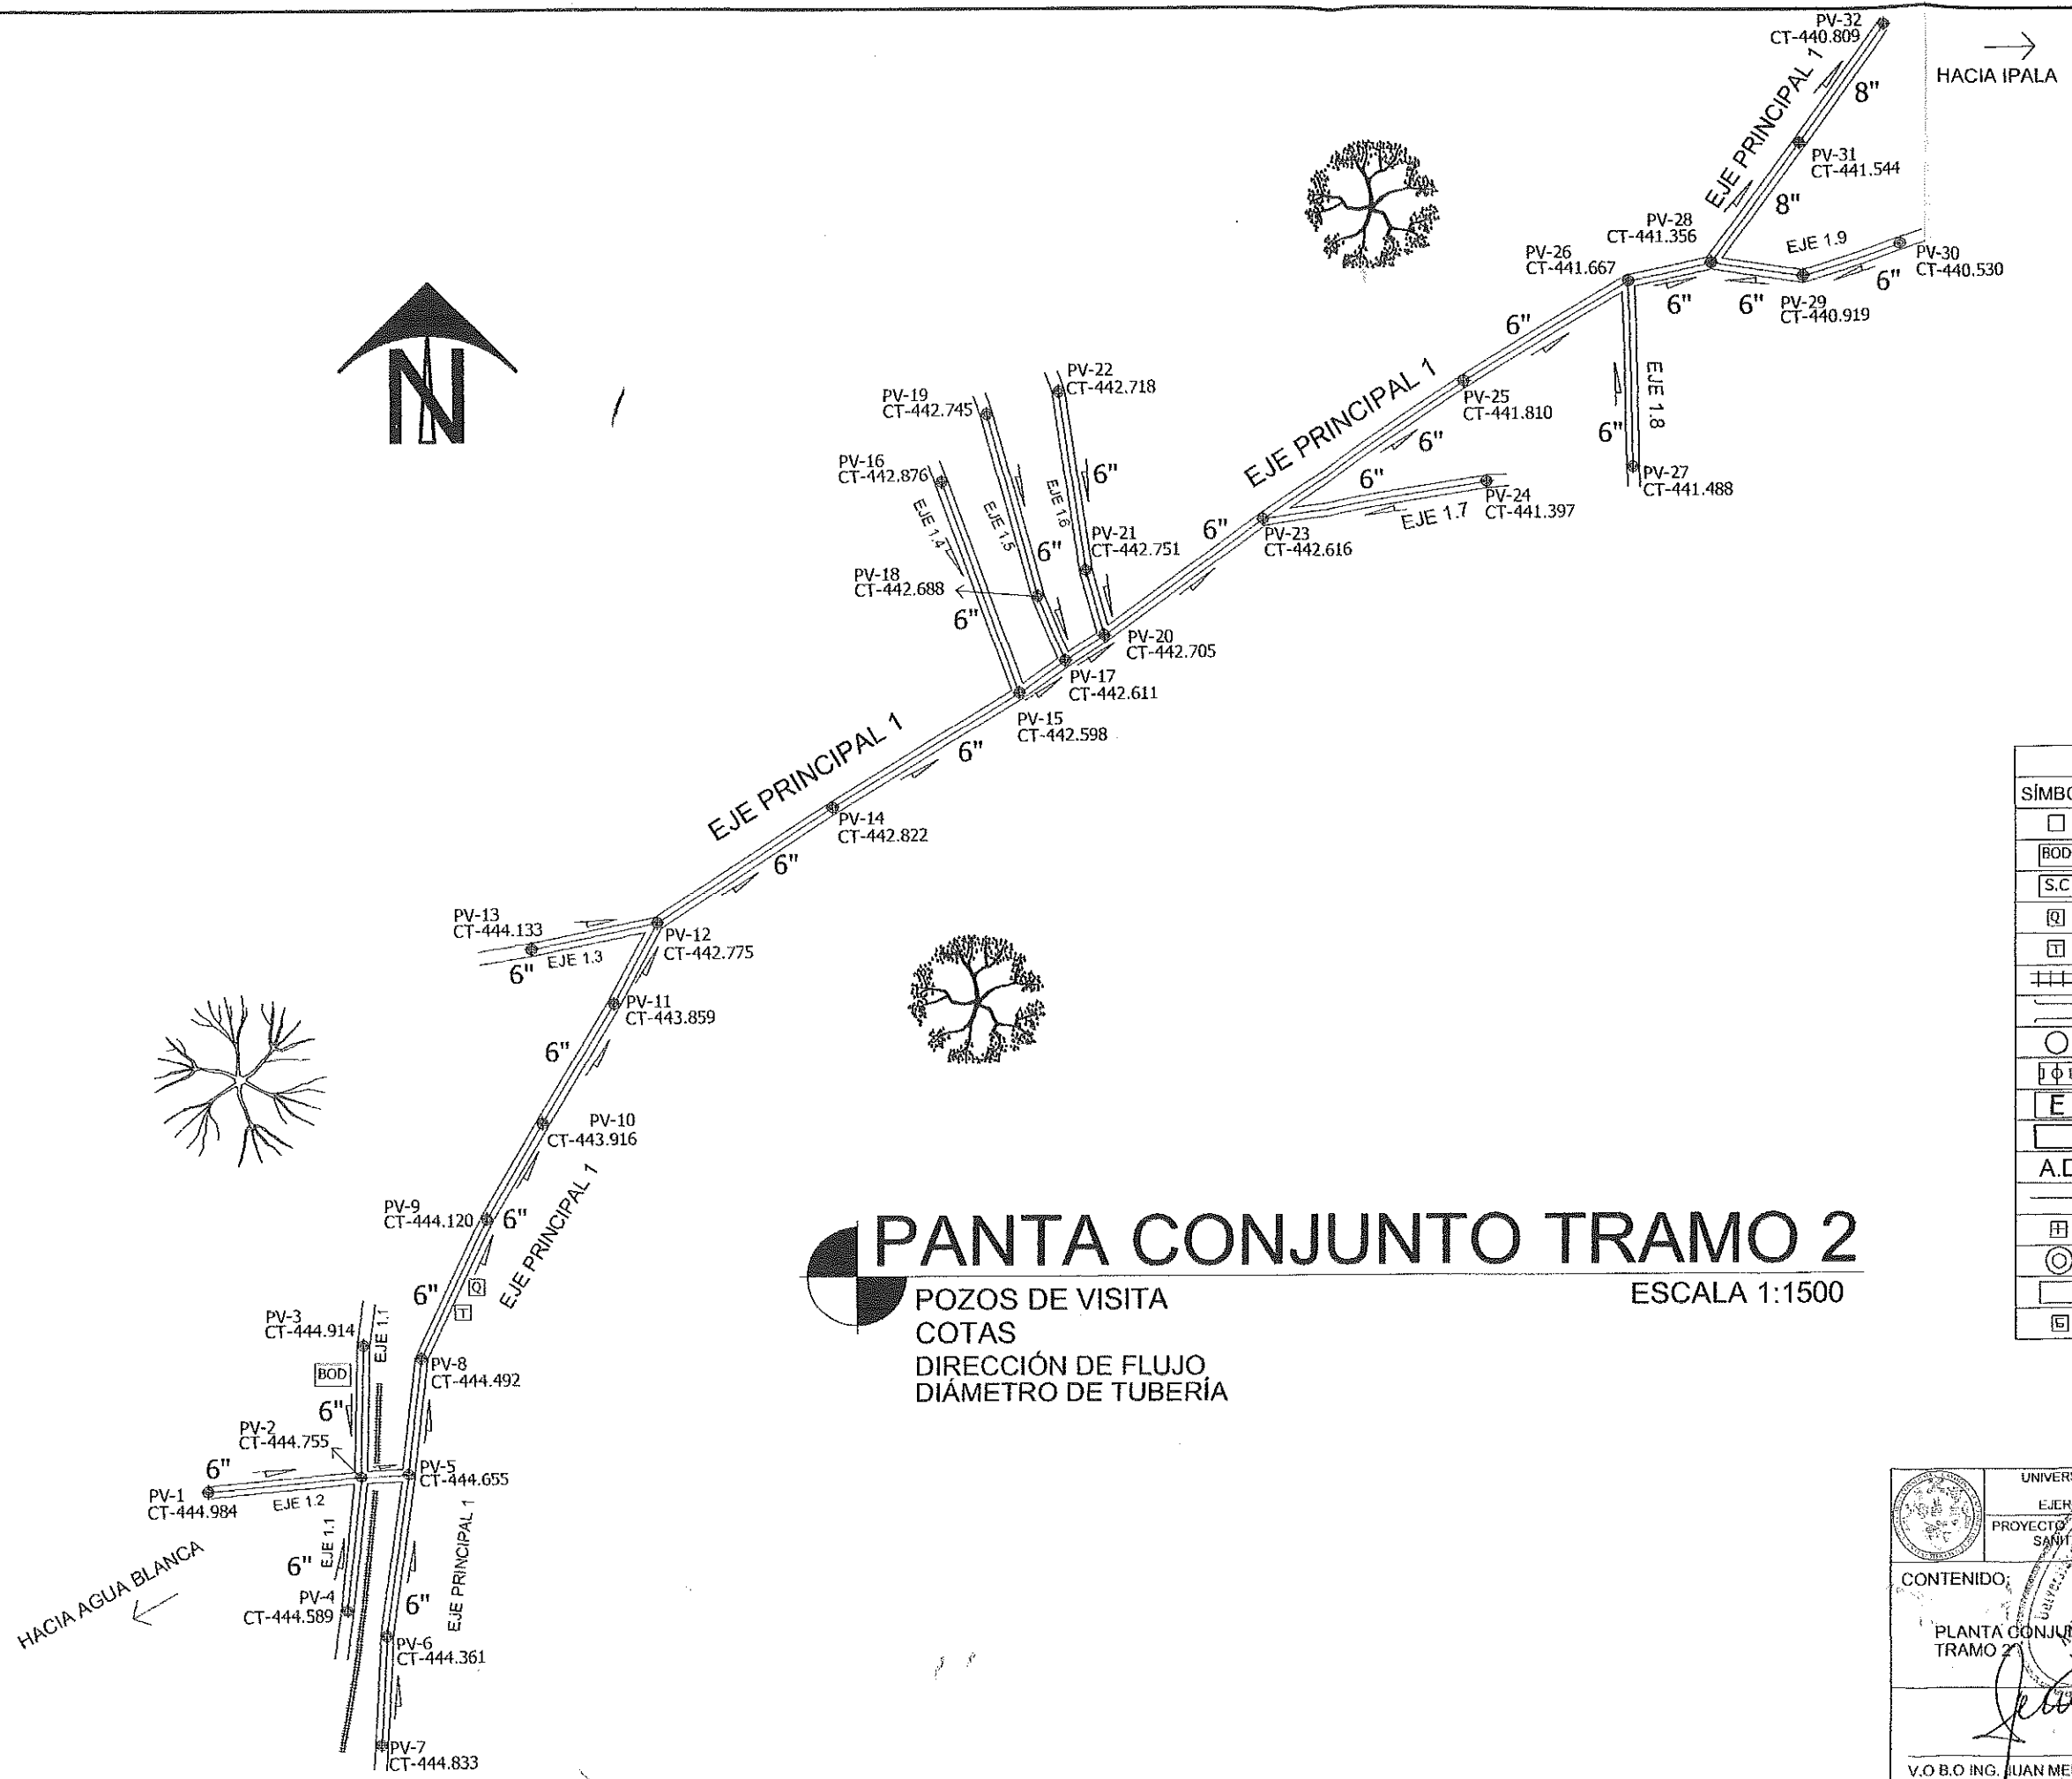 PV-32
CT-440.809
HACIA IPALA
EJE PRINCIPAL 1
8"
PV-31
CT-441.544
8"
PV-28
CT-441.356
EJE 1.9
PV-30
CT-440.530
6"
PV-26
CT-441.667
6"
6"
PV-29
CT-440.919
6"
EJE PRINCIPAL 1
PV-25
CT-441.810
6"
EJE 1.8
6"
PV-27
CT-441.488
PV-22
CT-442.718
PV-19
CT-442.745
PV-16
CT-442.876
6"
EJE 1.4
EJE 1.5
EJE 1.6
6"
PV-24
CT-441.397
EJE 1.7
6"
PV-23
CT-442.616
6"
PV-21
CT-442.751
PV-18
CT-442.688
6"
PV-20
CT-442.705
PV-17
CT-442.611
PV-15
CT-442.598
EJE PRINCIPAL 1
6"
PV-14
CT-442.822
6"
PV-13
CT-444.133
PV-12
CT-442.775
6"
EJE 1.3
PV-11
CT-443.859
6"
PV-10
CT-443.916
EJE PRINCIPAL 1
PV-9
CT-444.120
6"
Q
T
6"
PV-3
CT-444.914
EJE 1.1
BOD
PV-8
CT-444.492
6"
PV-2
CT-444.755
6"
PV-5
CT-444.655
PV-1
CT-444.984
EJE 1.2
EJE 1.1
EJE PRINCIPAL 1
HACIA AGUA BLANCA
6"
PV-4
CT-444.589
6"
PV-6
CT-444.361
PV-7
CT-444.833
N
PANTA CONJUNTO TRAMO 2
ESCALA 1:1500
POZOS DE VISITA
COTAS
DIRECCIÓN DE FLUJO
DIÁMETRO DE TUBERÍA
SÍMBO
BOD
S.C
Q
T
E
A.D
UNIVERS
EJER
PROYECTO
SANIT
CONTENIDO:
PLANTA CONJUN
TRAMO 2
V.O B.O ING. JUAN ME